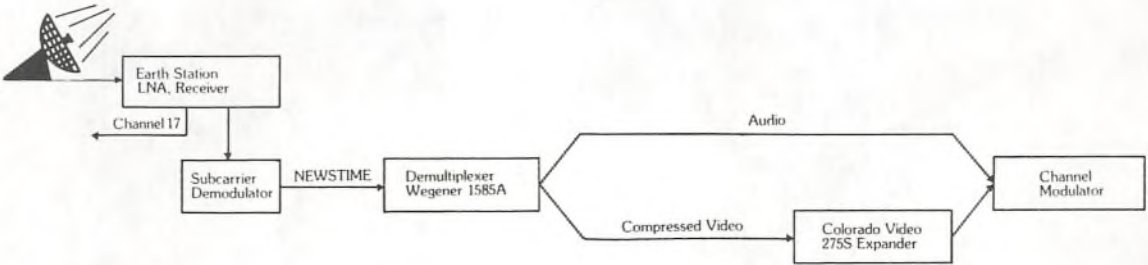 Earth Station
LNA, Receiver
Channel 17
Audio
Subcarrier
Demodulator
NEWSTIME
Demultiplexer
Wegener 1585A
Channel
Modulator
Compressed Video
Colorado Video
275S Expander